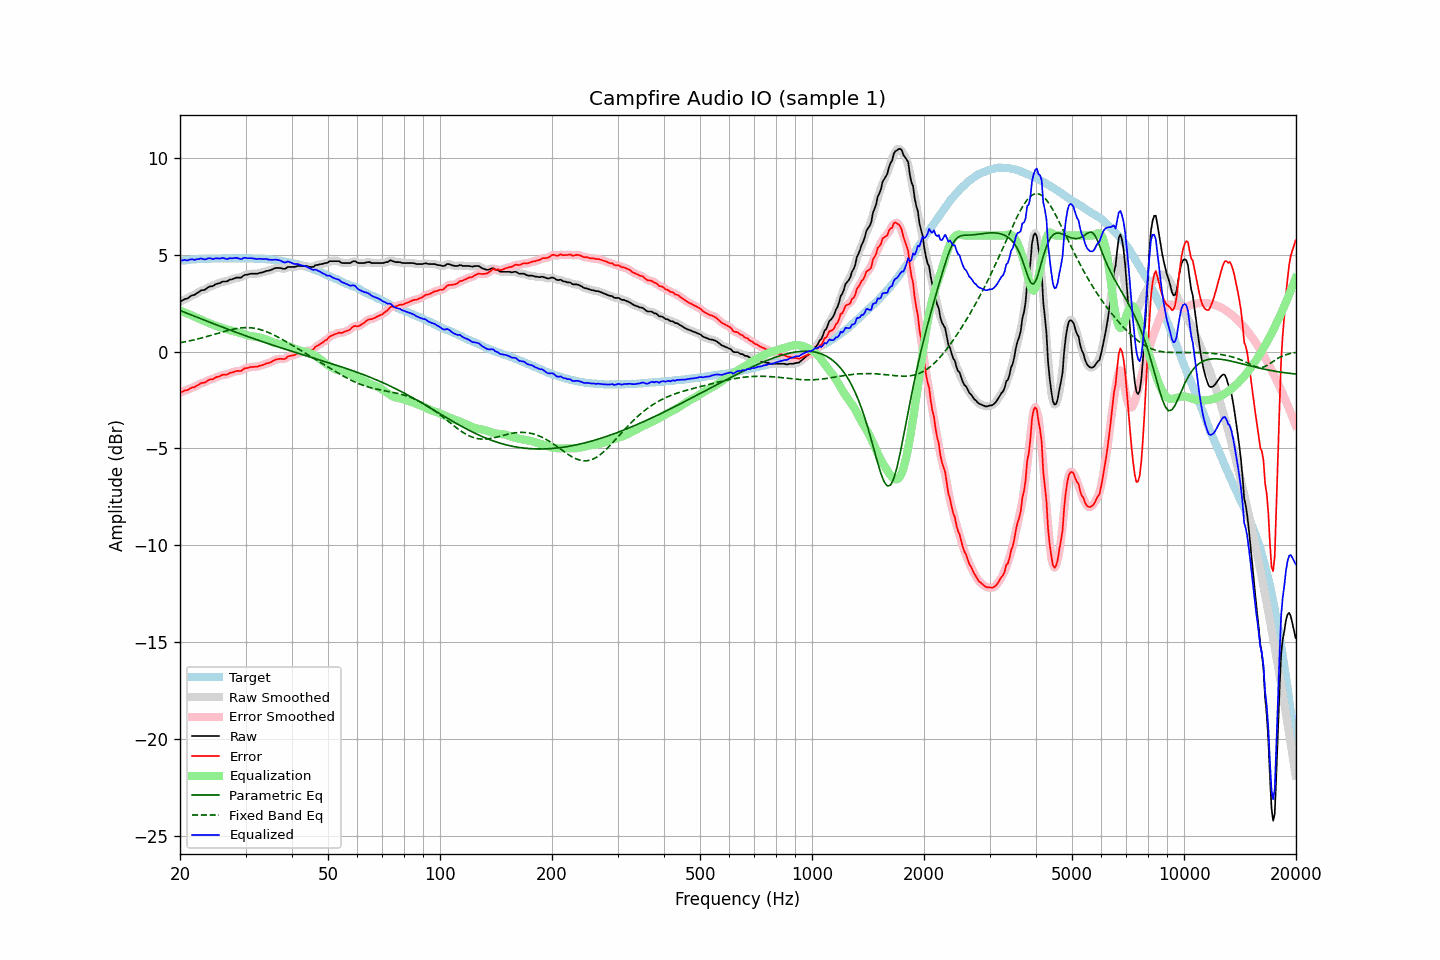 Campfire Audio IO (sample 1)
10
5
0
−5
−10
−15
−20
−25
Amplitude (dBr)
Target
Raw Smoothed
Error Smoothed
Raw
Error
Equalization
Parametric Eq
Fixed Band Eq
Equalized
20 50 100 200 500 1000 2000 5000 10000 20000
Frequency (Hz)